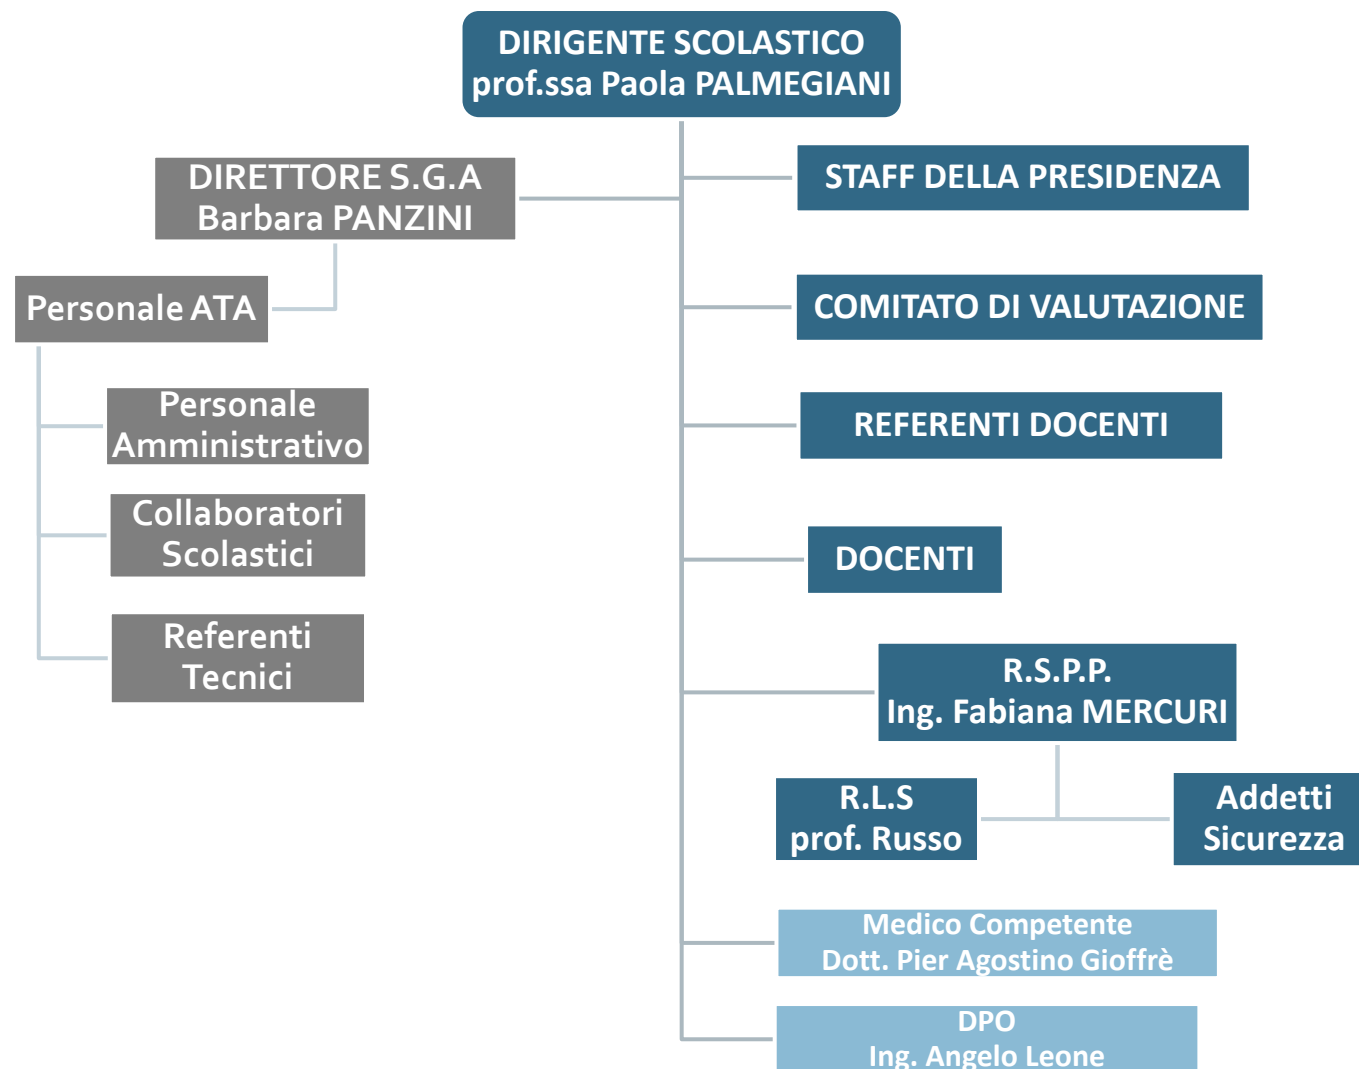 DIRIGENTE SCOLASTICO
prof.ssa Paola PALMEGIANI
DIRETTORE S.G.A
Barbara PANZINI
Personale ATA
Personale
Amministrativo
Collaboratori
Scolastici
Referenti
Tecnici
STAFF DELLA PRESIDENZA
COMITATO DI VALUTAZIONE
REFERENTI DOCENTI
DOCENTI
R.S.P.P.
Ing. Fabiana MERCURI
R.L.S
prof. Russo
Addetti
Sicurezza
Medico Competente
Dott. Pier Agostino Gioffrè
DPO
Ing. Angelo Leone